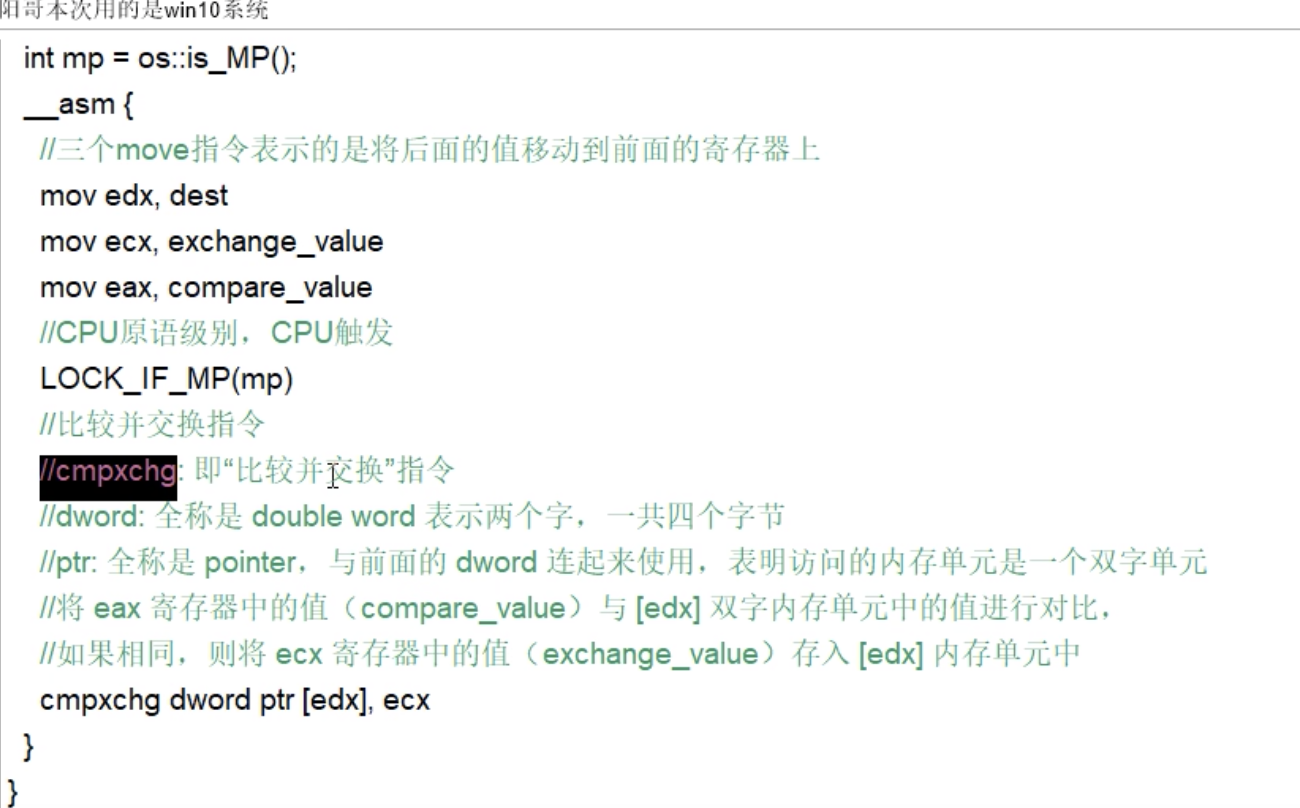 阳哥本次用的是win10系统
int mp = os::is_MP();
__asm {
//三个move指令表示的是将后面的值移动到前面的寄存器上
mov edx, dest
mov ecx, exchange_value
mov eax, compare_value
//CPU原语级别，CPU触发
LOCK_IF_MP(mp)
//比较并交换指令
//cmpxchg: 即“比较并交换”指令
//dword: 全称是 double word 表示两个字，一共四个字节
//ptr: 全称是 pointer，与前面的 dword 连起来使用，表明访问的内存单元是一个双字单元
//将 eax 寄存器中的值（compare_value）与 [edx] 双字内存单元中的值进行对比，
//如果相同，则将 ecx 寄存器中的值（exchange_value）存入 [edx] 内存单元中
cmpxchg dword ptr [edx], ecx
}
}